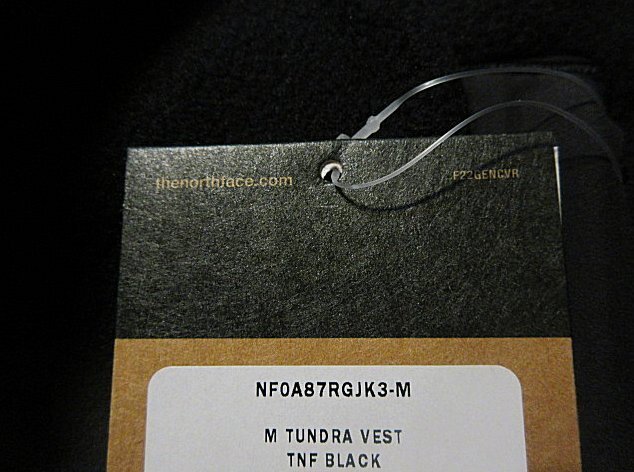 thenorthface.com F22GENCVR
NF0A87RGJK3-M
M TUNDRA VEST
TNF BLACK